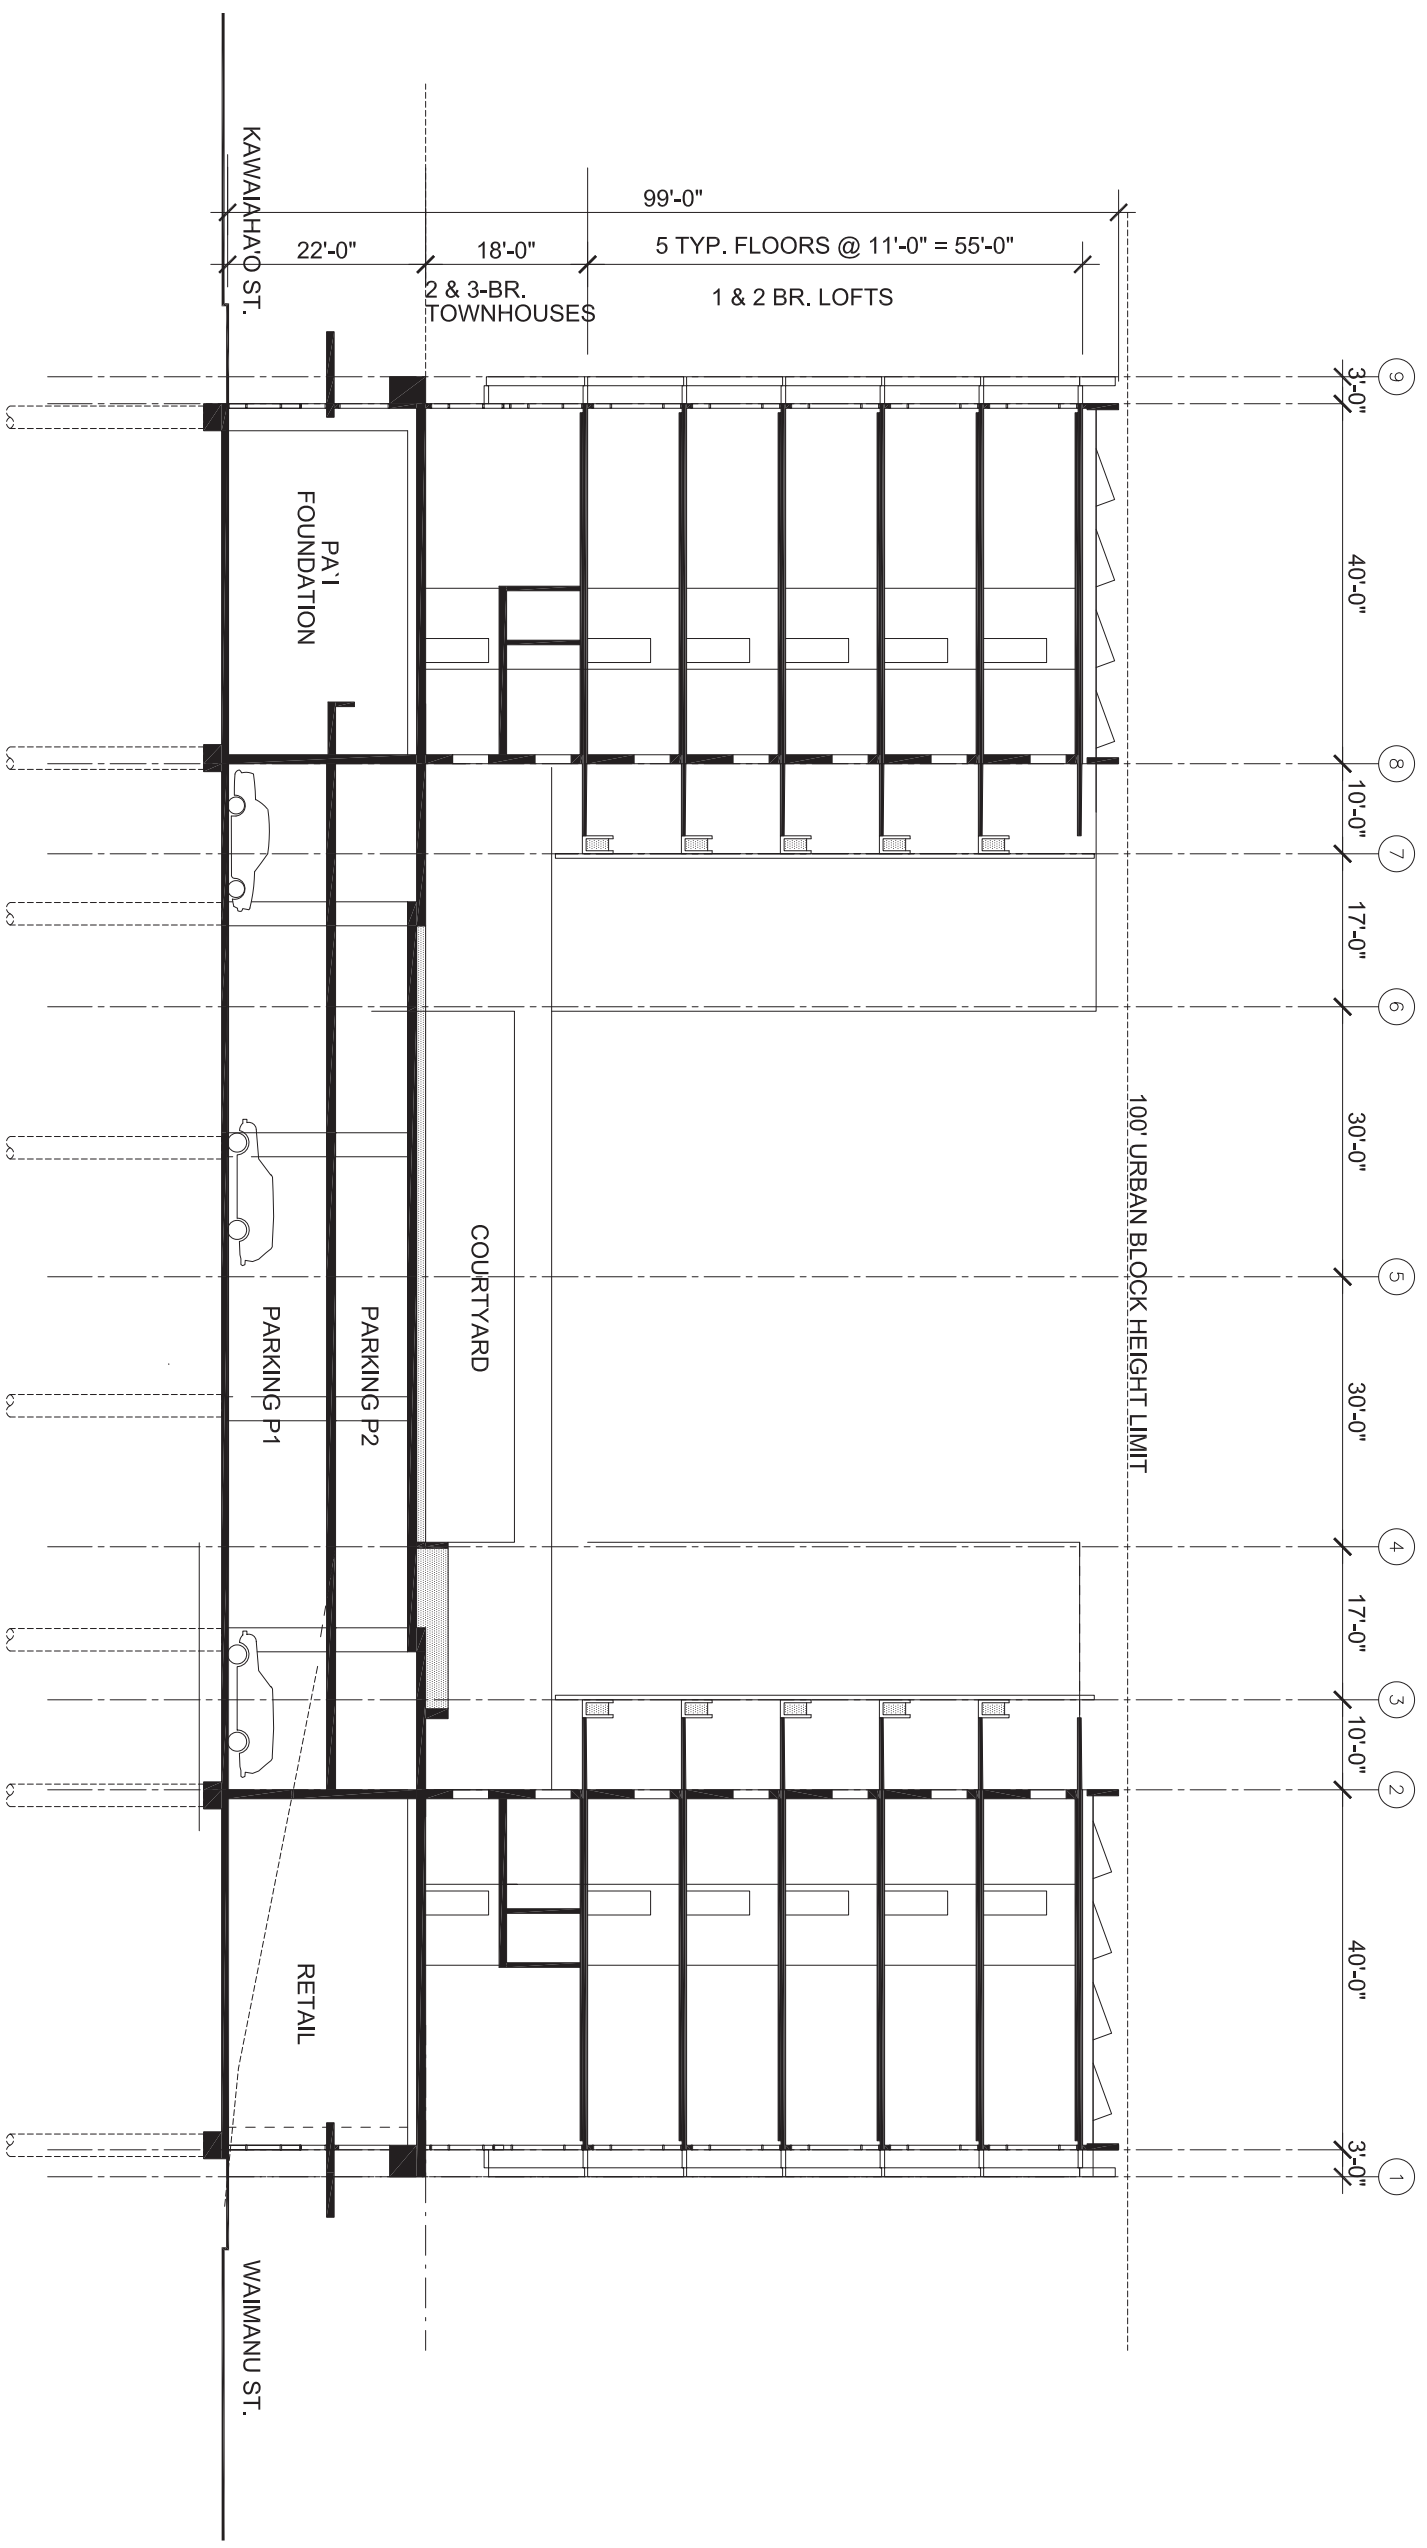 9
8
7
6
5
4
3
2
1
3'-0"
40'-0"
10'-0"
17'-0"
30'-0"
30'-0"
17'-0"
10'-0"
40'-0"
3'-0"
100' URBAN BLOCK HEIGHT LIMIT
99'-0"
5 TYP. FLOORS @ 11'-0" = 55'-0"
1 & 2 BR. LOFTS
18'-0"
2 & 3-BR.
TOWNHOUSES
22'-0"
COURTYARD
PARKING P2
PARKING P1
PA`I
FOUNDATION
RETAIL
KAWAIAHA'O ST.
WAIMANU ST.